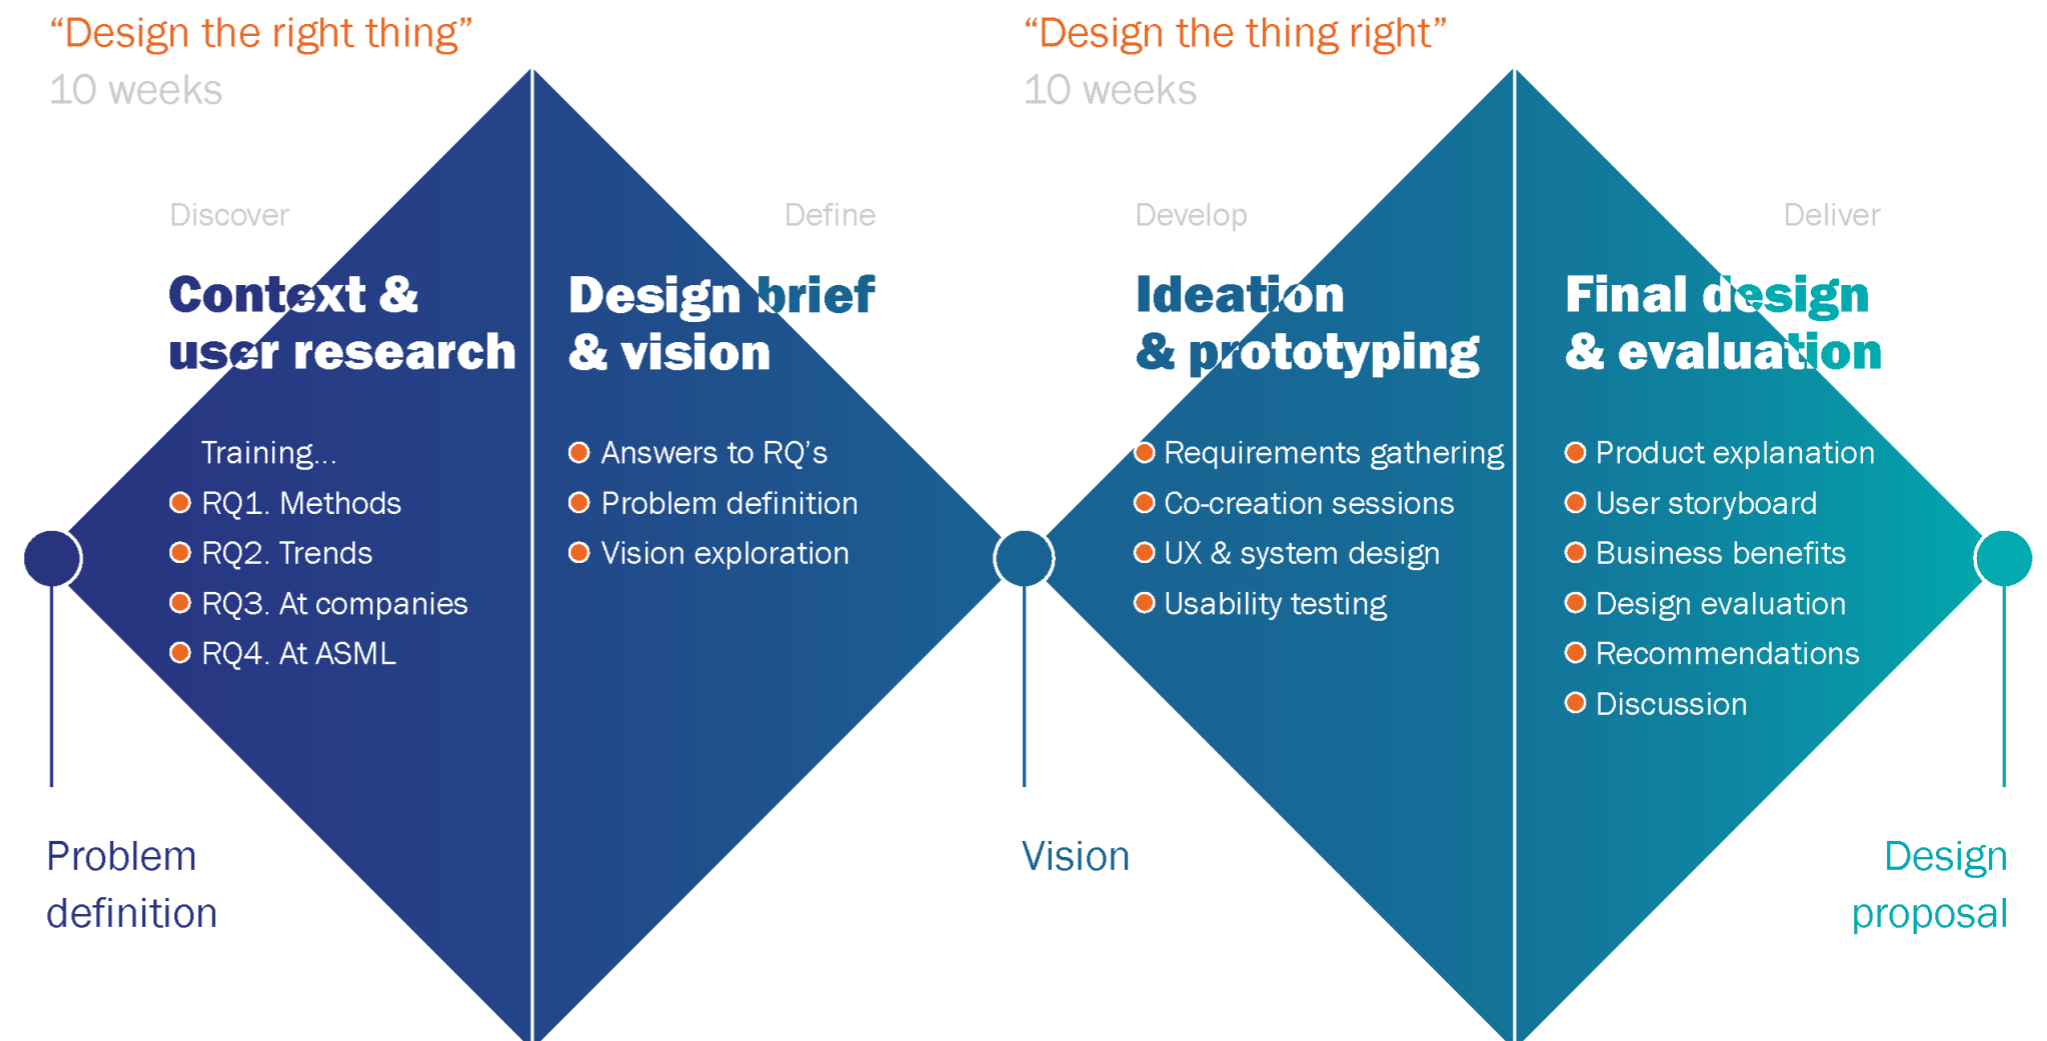 “Design the right thing”
10 weeks
“Design the thing right”
10 weeks
Discover
Context &
user research
Training...
RQ1. Methods
RQ2. Trends
RQ3. At companies
RQ4. At ASML
Define
Design brief
& vision
Answers to RQ’s
Problem definition
Vision exploration
Develop
Ideation
& prototyping
Requirements gathering
Co-creation sessions
UX & system design
Usability testing
Deliver
Final design
& evaluation
Product explanation
User storyboard
Business benefits
Design evaluation
Recommendations
Discussion
Problem
definition
Vision
Design
proposal